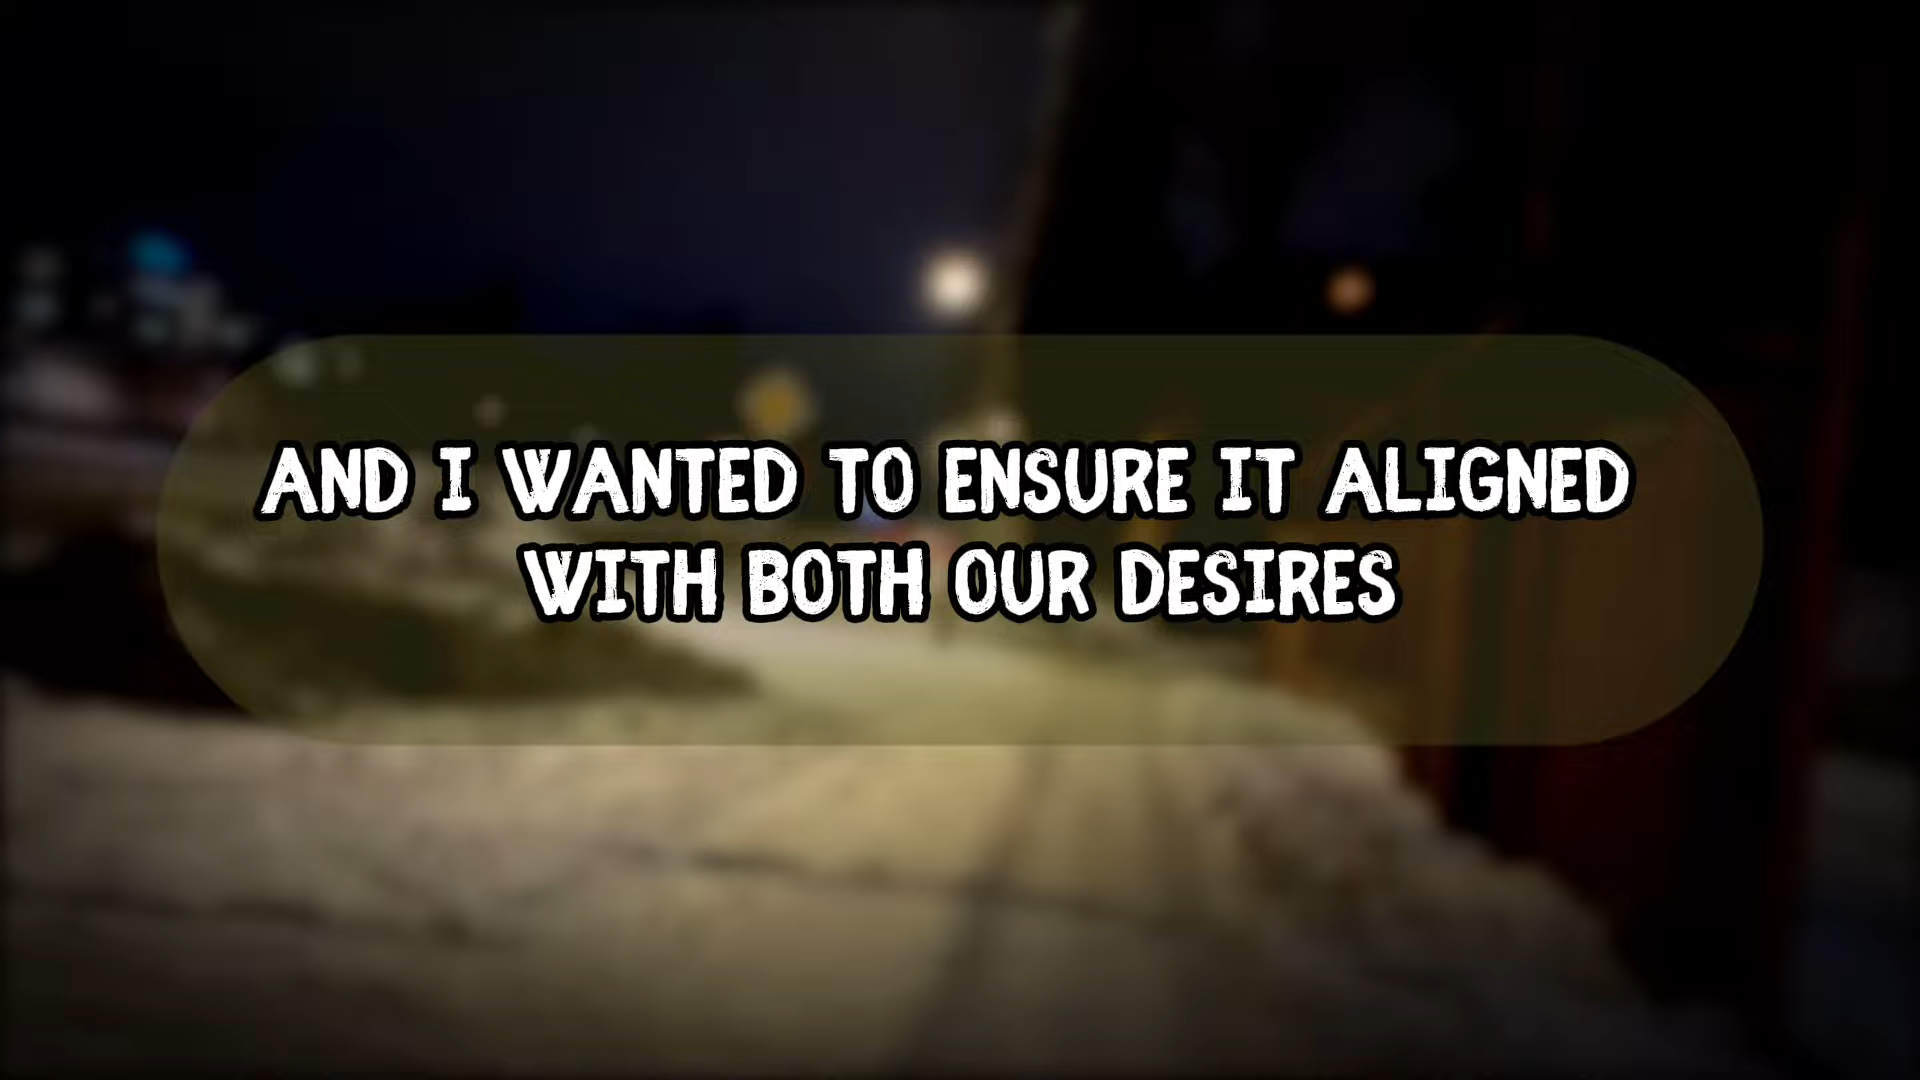 AND I WANTED TO ENSURE IT ALIGNED
WITH BOTH OUR DESIRES